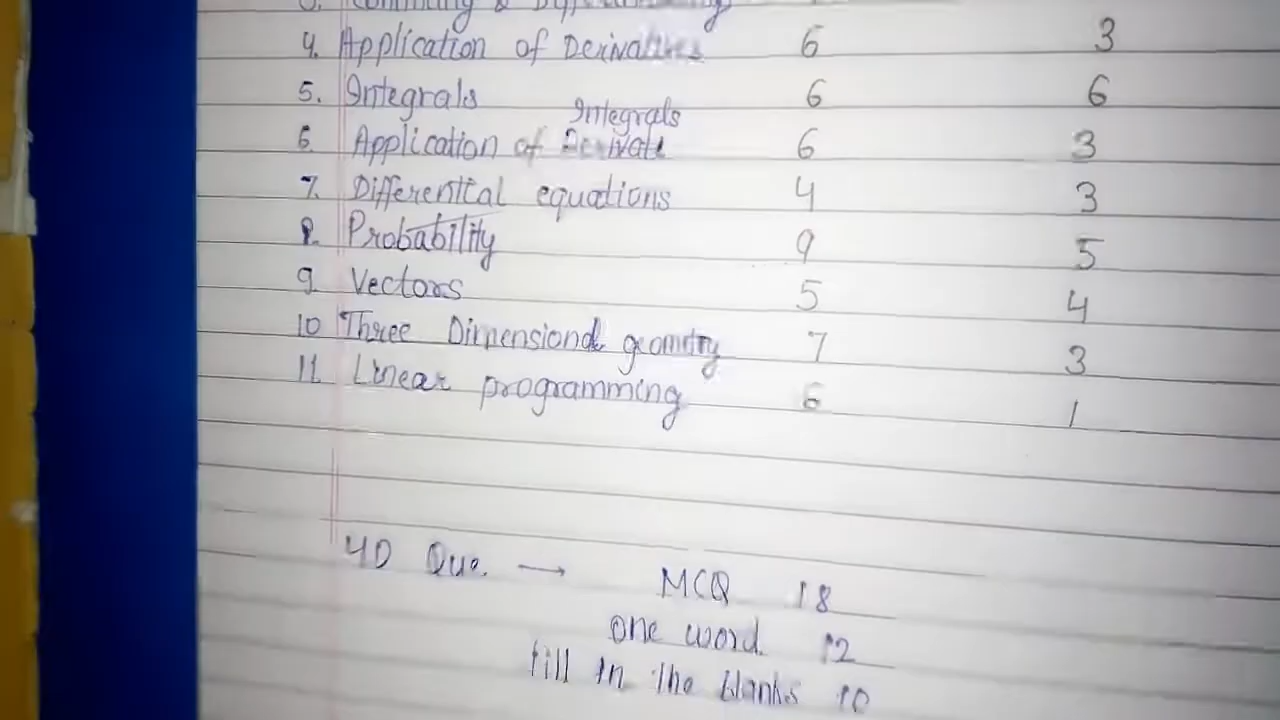 4. Application of Derivatives 6 3
5. Integrals 6 6
Integrals
6. Application of 6 3
7. Differential equations 4 3
8. Probability 9 5
9 Vectors 5 4
10 Three Dimensional geometry 7 3
11. Linear programming 6 1
40 Que. → MCQ 18
one word 12
fill in the blanks 10